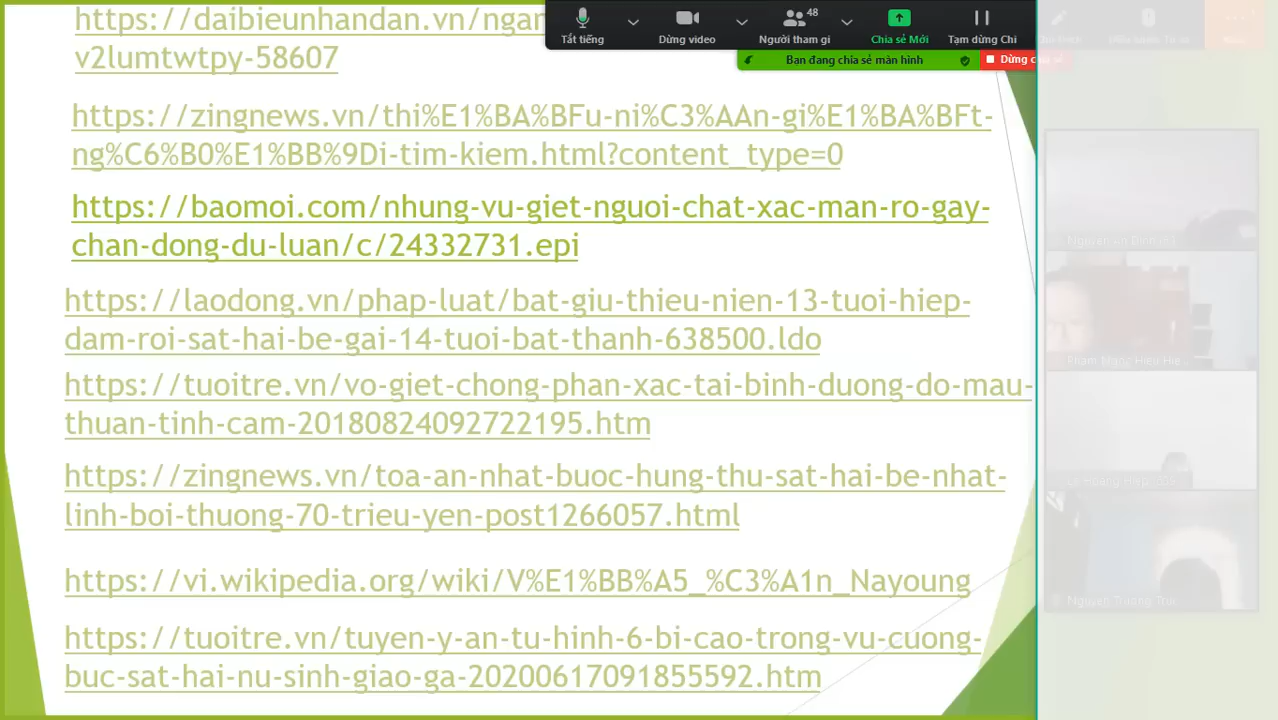 https://daibieunhandan.vn/ngan
v2lumtwtpy-58607
48
Tắt tiếng
Dừng video
Người tham gi
Chia sẻ Mới
Tạm dừng Chi
Bạn đang chia sẻ màn hình
Dừng chia sẻ
https://zingnews.vn/thi%E1%BA%BFu-ni%C3%AAn-gi%E1%BA%BFt-
ng%C6%B0%E1%BB%9Di-tim-kiem.html?content_type=0
https://baomoi.com/nhung-vu-giet-nguoi-chat-xac-man-ro-gay-
chan-dong-du-luan/c/24332731.epi
https://laodong.vn/phap-luat/bat-giu-thieu-nien-13-tuoi-hiep-
dam-roi-sat-hai-be-gai-14-tuoi-bat-thanh-638500.ldo
https://tuoitre.vn/vo-giet-chong-phan-xac-tai-binh-duong-do-mau-
thuan-tinh-cam-20180824092722195.htm
https://zingnews.vn/toa-an-nhat-buoc-hung-thu-sat-hai-be-nhat-
linh-boi-thuong-70-trieu-yen-post1266057.html
https://vi.wikipedia.org/wiki/V%E1%BB%A5_%C3%A1n_Nayoung
https://tuoitre.vn/tuyen-y-an-tu-hinh-6-bi-cao-trong-vu-cuong-
buc-sat-hai-nu-sinh-giao-ga-20200617091855592.htm